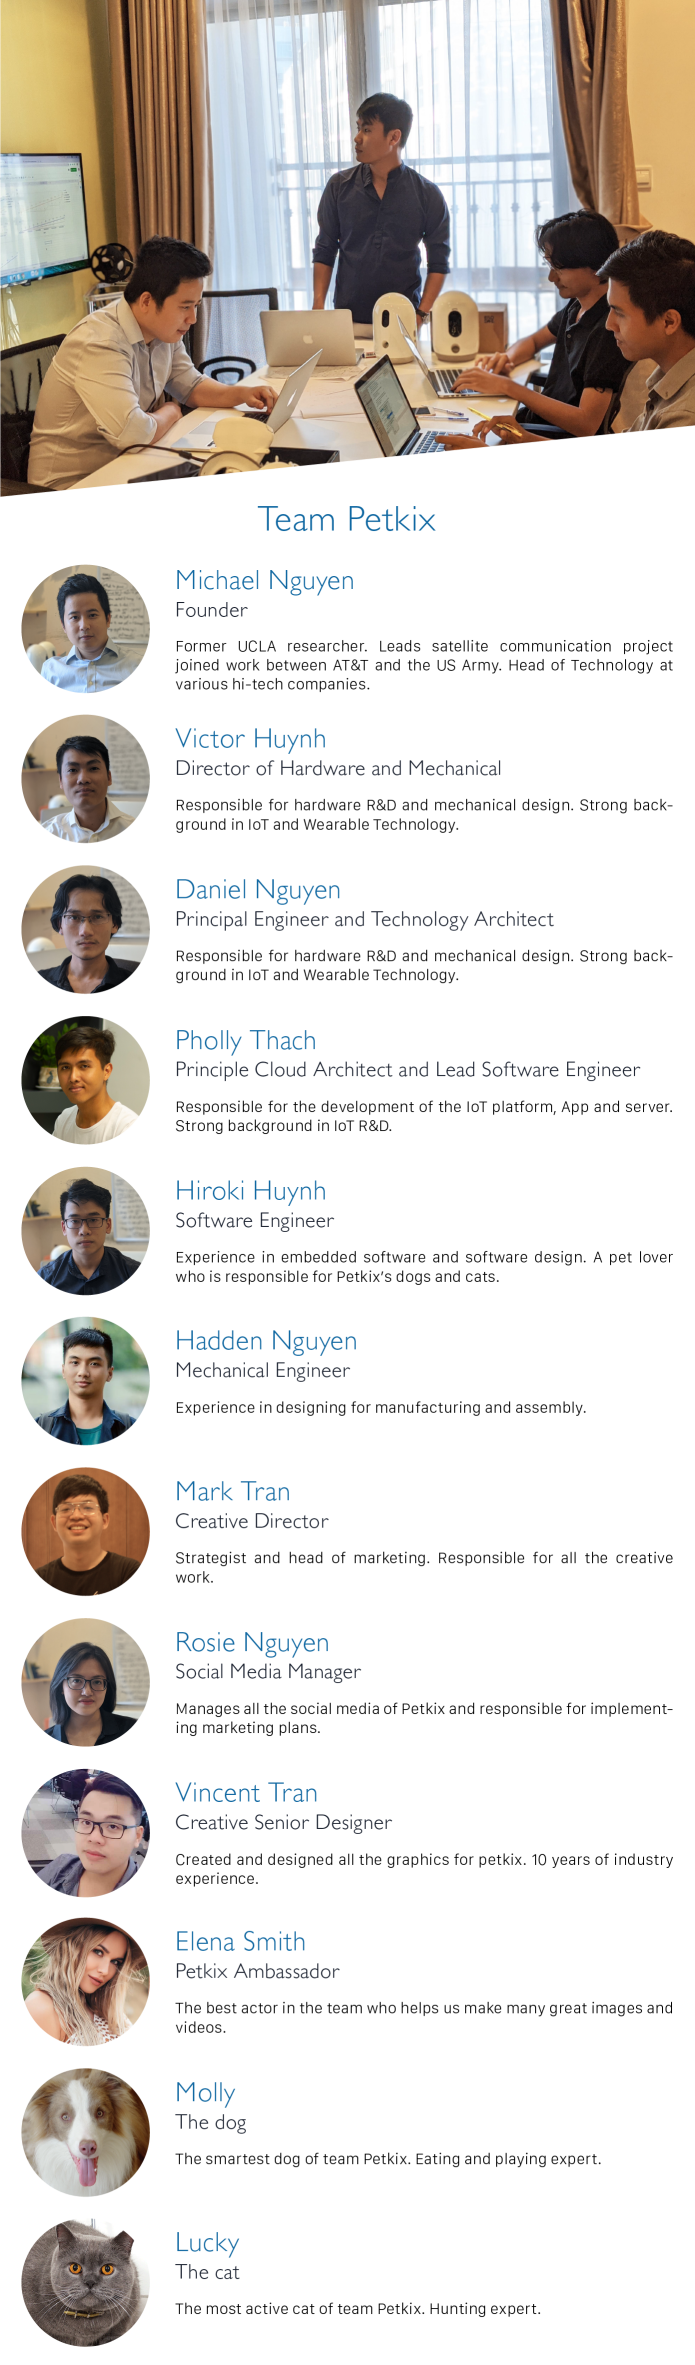 Team Petkix
Michael Nguyen
Founder
Former UCLA researcher. Leads satellite communication project
joined work between AT&T and the US Army. Head of Technology at
various hi-tech companies.
Victor Huynh
Director of Hardware and Mechanical
Responsible for hardware R&D and mechanical design. Strong back-
ground in IoT and Wearable Technology.
Daniel Nguyen
Principal Engineer and Technology Architect
Responsible for hardware R&D and mechanical design. Strong back-
ground in IoT and Wearable Technology.
Pholly Thach
Principle Cloud Architect and Lead Software Engineer
Responsible for the development of the IoT platform, App and server.
Strong background in IoT R&D.
Hiroki Huynh
Software Engineer
Experience in embedded software and software design. A pet lover
who is responsible for Petkix's dogs and cats.
Hadden Nguyen
Mechanical Engineer
Experience in designing for manufacturing and assembly.
Mark Tran
Creative Director
Strategist and head of marketing. Responsible for all the creative
work.
Rosie Nguyen
Social Media Manager
Manages all the social media of Petkix and responsible for implement-
ing marketing plans.
Vincent Tran
Creative Senior Designer
Created and designed all the graphics for petkix. 10 years of industry
experience.
Elena Smith
Petkix Ambassador
The best actor in the team who helps us make many great images and
videos.
Molly
The dog
The smartest dog of team Petkix. Eating and playing expert.
Lucky
The cat
The most active cat of team Petkix. Hunting expert.